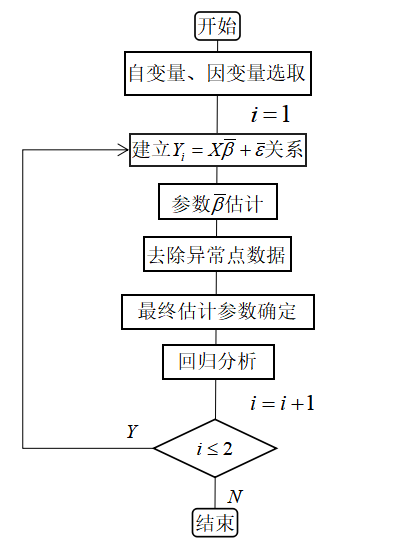 开始
自变量、因变量选取
i=1
建立Y_i = Xβ̅ + ε̅关系
参数β̅估计
去除异常点数据
最终估计参数确定
回归分析
i=i+1
Y
i≤2
N
结束